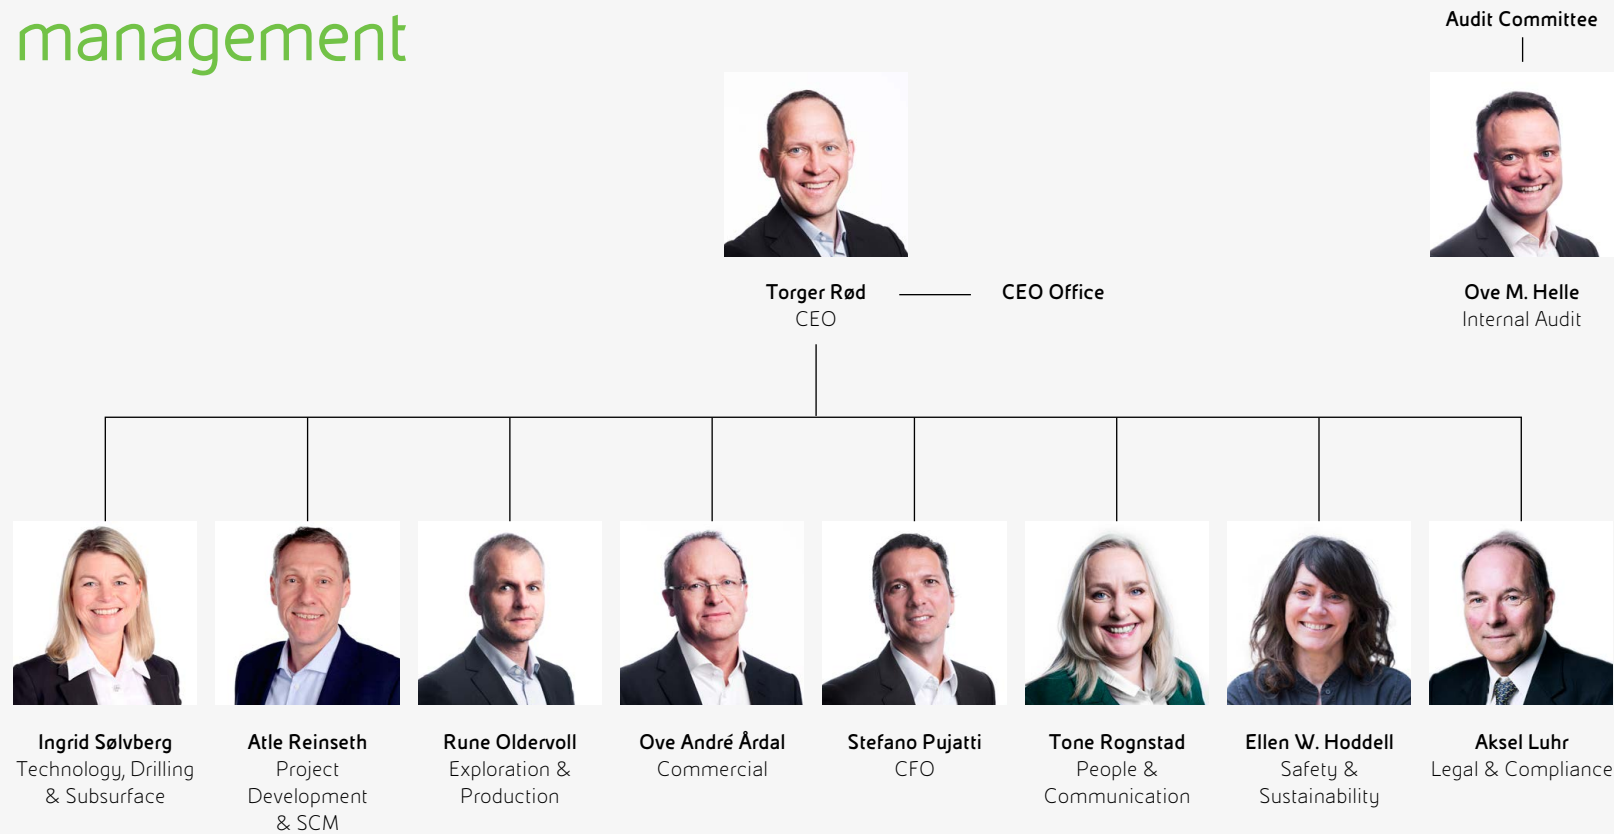 management
Audit Committee
Torger Rød
CEO
CEO Office
Ove M. Helle
Internal Audit
Ingrid Sølvberg
Technology, Drilling
& Subsurface
Atle Reinseth
Project
Development
& SCM
Rune Oldervoll
Exploration &
Production
Ove André Årdal
Commercial
Stefano Pujatti
CFO
Tone Rognstad
People &
Communication
Ellen W. Hoddell
Safety &
Sustainability
Aksel Luhr
Legal & Compliance